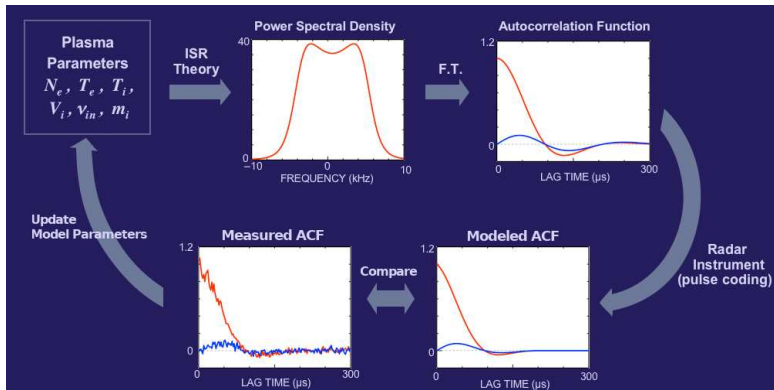 Plasma
Parameters
Nₑ, Tₑ, Tᵢ,
Vᵢ, νᵢₙ, mᵢ
ISR
Theory
Power Spectral Density
40
0
−10
0
10
FREQUENCY (kHz)
F.T.
Autocorrelation Function
1.2
0
0
300
LAG TIME (µs)
Radar
Instrument
(pulse coding)
Modeled ACF
1.2
0
0
300
LAG TIME (µs)
Compare
Measured ACF
1.2
0
0
300
LAG TIME (µs)
Update
Model Parameters